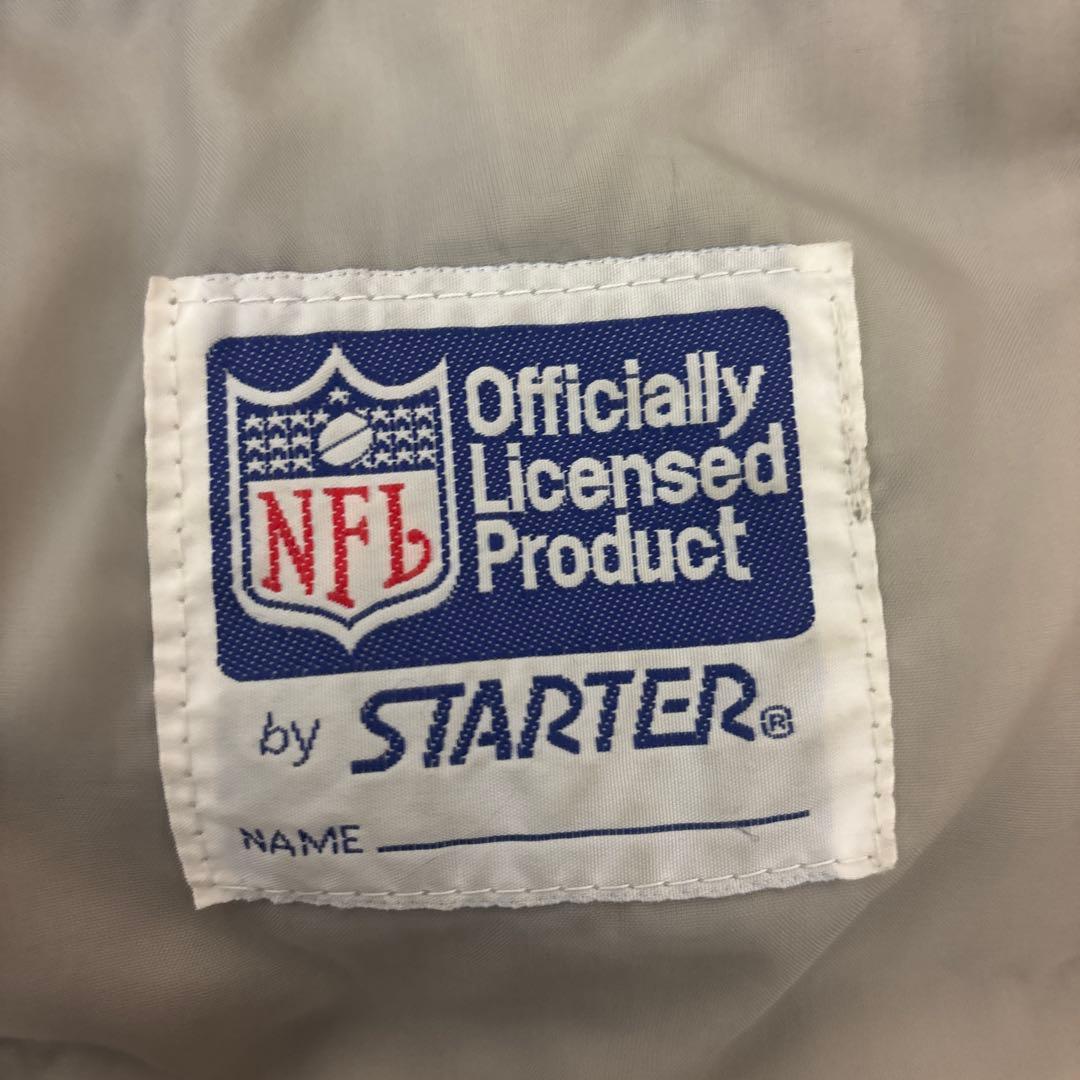 NFL
Officially
Licensed
Product
by STARTER®
NAME